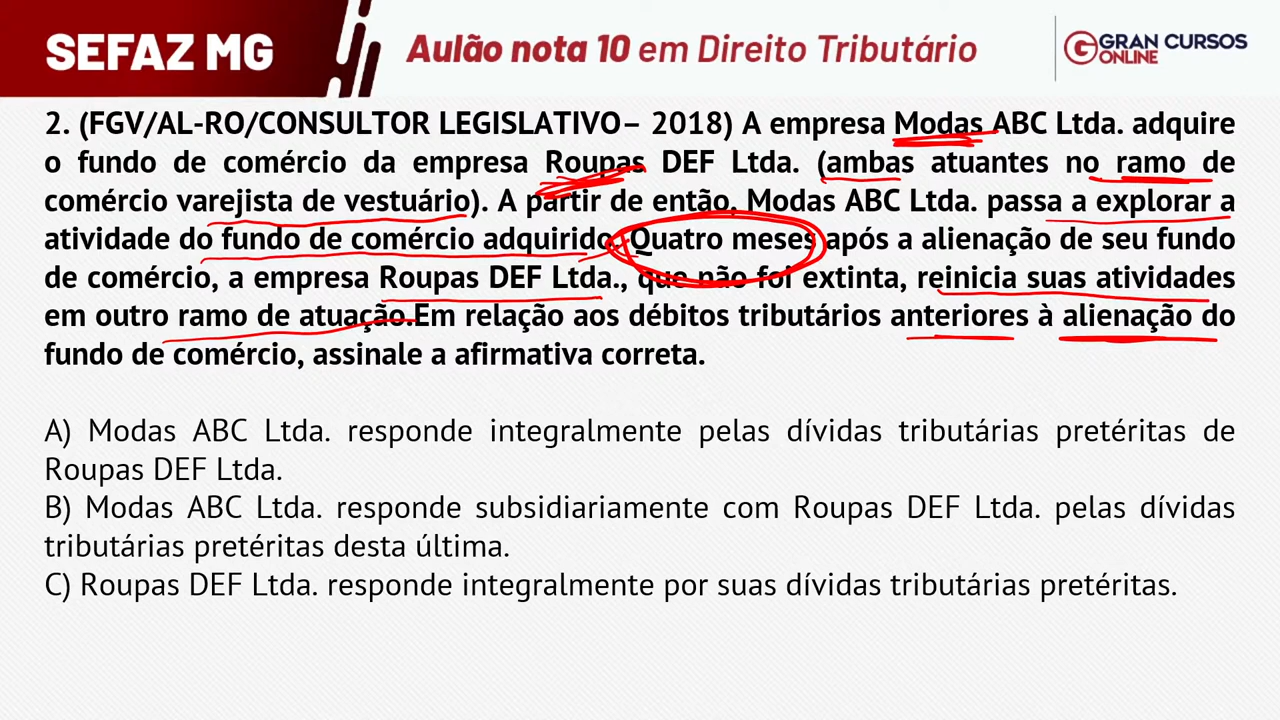 SEFAZ MG
Aulão nota 10 em Direito Tributário
GRAN CURSOS
ONLINE
2. (FGV/AL-RO/CONSULTOR LEGISLATIVO– 2018) A empresa Modas ABC Ltda. adquire
o fundo de comércio da empresa Roupas DEF Ltda. (ambas atuantes no ramo de
comércio varejista de vestuário). A partir de então, Modas ABC Ltda. passa a explorar a
atividade do fundo de comércio adquirido. Quatro meses após a alienação de seu fundo
de comércio, a empresa Roupas DEF Ltda., que não foi extinta, reinicia suas atividades
em outro ramo de atuação.Em relação aos débitos tributários anteriores à alienação do
fundo de comércio, assinale a afirmativa correta.
A) Modas ABC Ltda. responde integralmente pelas dívidas tributárias pretéritas de
Roupas DEF Ltda.
B) Modas ABC Ltda. responde subsidiariamente com Roupas DEF Ltda. pelas dívidas
tributárias pretéritas desta última.
C) Roupas DEF Ltda. responde integralmente por suas dívidas tributárias pretéritas.